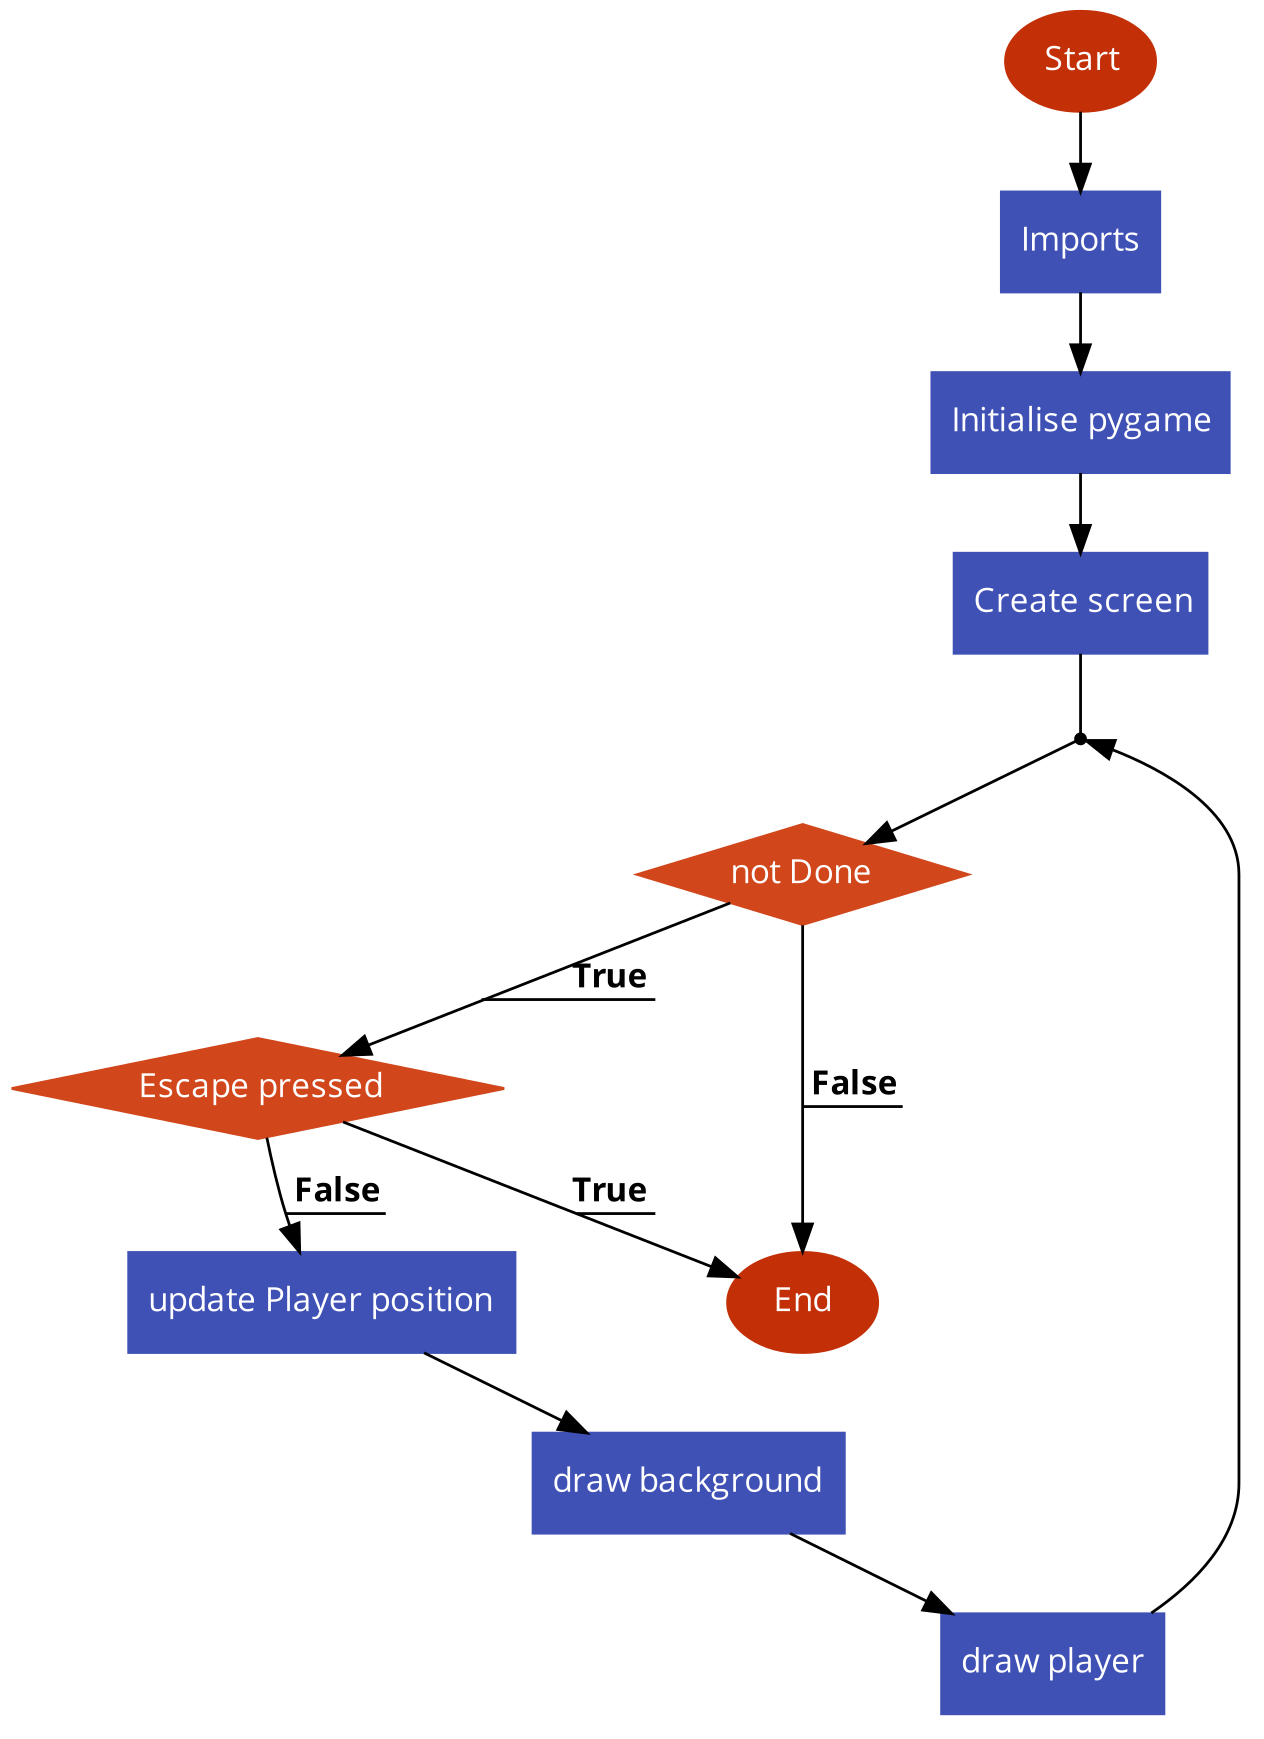 Start
Imports
Initialise pygame
Create screen
not Done
True
Escape pressed
False
False
True
update Player position
End
draw background
draw player